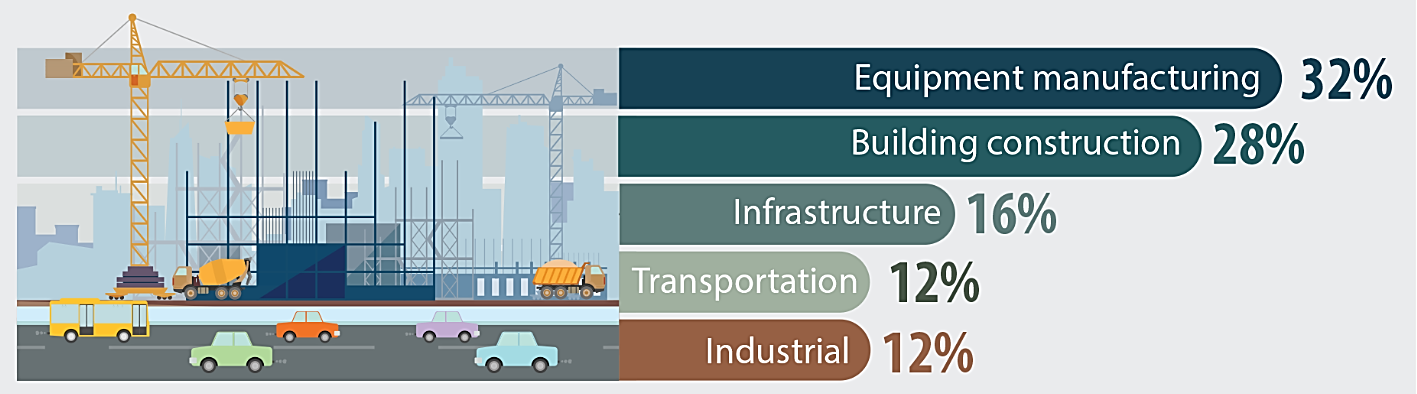 Equipment manufacturing 32%
Building construction 28%
Infrastructure 16%
Transportation 12%
Industrial 12%